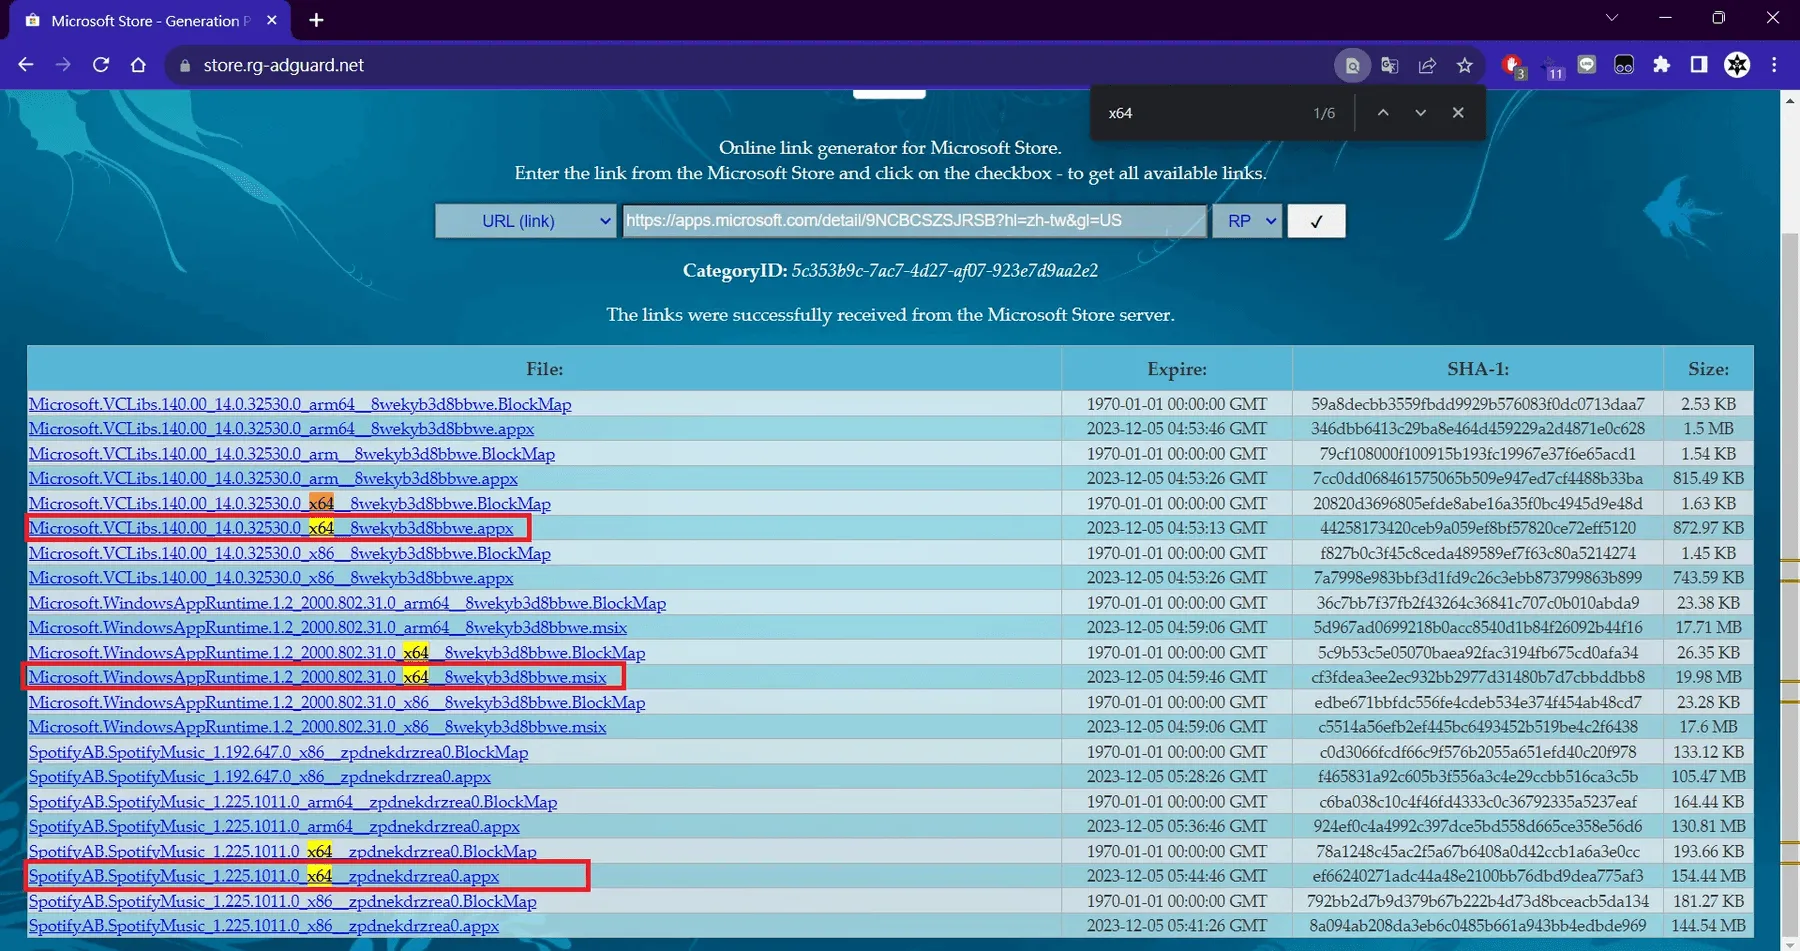 Microsoft Store - Generation P
store.rg-adguard.net
3
11
x64 1/6
Online link generator for Microsoft Store.
Enter the link from the Microsoft Store and click on the checkbox - to get all available links.
URL (link) https://apps.microsoft.com/detail/9NCBCSZSJRSB?hl=zh-tw&gl=US RP ✓
CategoryID: 5c353b9c-7ac7-4d27-af07-923e7d9aa2e2
The links were successfully received from the Microsoft Store server.
File: Expire: SHA-1: Size:
Microsoft.VCLibs.140.00_14.0.32530.0_arm64__8wekyb3d8bbwe.BlockMap 1970-01-01 00:00:00 GMT 59a8decbb3559fbdd9929b576083f0dc0713daa7 2.53 KB
Microsoft.VCLibs.140.00_14.0.32530.0_arm64__8wekyb3d8bbwe.appx 2023-12-05 04:53:46 GMT 346dbb6413c29ba8e464d459229a2d4871e0c628 1.5 MB
Microsoft.VCLibs.140.00_14.0.32530.0_arm__8wekyb3d8bbwe.BlockMap 1970-01-01 00:00:00 GMT 79cf108000f100915b193fc19967e37f6e65acd1 1.54 KB
Microsoft.VCLibs.140.00_14.0.32530.0_arm__8wekyb3d8bbwe.appx 2023-12-05 04:53:26 GMT 7cc0dd068461575065b509e947ed7cf4488b33ba 815.49 KB
Microsoft.VCLibs.140.00_14.0.32530.0_x64__8wekyb3d8bbwe.BlockMap 1970-01-01 00:00:00 GMT 20820d3696805efde8abe16a35f0bc4945d9e48d 1.63 KB
Microsoft.VCLibs.140.00_14.0.32530.0_x64__8wekyb3d8bbwe.appx 2023-12-05 04:53:13 GMT 44258173420ceb9a059ef8bf57820ce72eff5120 872.97 KB
Microsoft.VCLibs.140.00_14.0.32530.0_x86__8wekyb3d8bbwe.BlockMap 1970-01-01 00:00:00 GMT f827b0c3f45c8ceda489589ef7f63c80a5214274 1.45 KB
Microsoft.VCLibs.140.00_14.0.32530.0_x86__8wekyb3d8bbwe.appx 2023-12-05 04:53:26 GMT 7a7998e983bbf3d1fd9c26c3ebb873799863b899 743.59 KB
Microsoft.WindowsAppRuntime.1.2_2000.802.31.0_arm64__8wekyb3d8bbwe.BlockMap 1970-01-01 00:00:00 GMT 36c7bb7f37fb2f43264c36841c707c0b010abda9 23.38 KB
Microsoft.WindowsAppRuntime.1.2_2000.802.31.0_arm64__8wekyb3d8bbwe.msix 2023-12-05 04:59:06 GMT 5d967ad0699218b0acc8540d1b84f26092b44f16 17.71 MB
Microsoft.WindowsAppRuntime.1.2_2000.802.31.0_x64__8wekyb3d8bbwe.BlockMap 1970-01-01 00:00:00 GMT 5c9b53c5e05070baea92fac3194fb675cd0afa34 26.35 KB
Microsoft.WindowsAppRuntime.1.2_2000.802.31.0_x64__8wekyb3d8bbwe.msix 2023-12-05 04:59:46 GMT cf3fdea3ee2ec932bb2977d31480b7d7cbbddbb8 19.98 MB
Microsoft.WindowsAppRuntime.1.2_2000.802.31.0_x86__8wekyb3d8bbwe.BlockMap 1970-01-01 00:00:00 GMT edbe671bbfdc556fe4cdeb534e374f454ab48cd7 23.28 KB
Microsoft.WindowsAppRuntime.1.2_2000.802.31.0_x86__8wekyb3d8bbwe.msix 2023-12-05 04:59:06 GMT c5514a56efb2ef445bc6493452b519be4c2f6438 17.6 MB
SpotifyAB.SpotifyMusic_1.192.647.0_x86__zpdnekdrzrea0.BlockMap 1970-01-01 00:00:00 GMT c0d3066fcdf66c9f576b2055a651efd40c20f978 133.12 KB
SpotifyAB.SpotifyMusic_1.192.647.0_x86__zpdnekdrzrea0.appx 2023-12-05 05:28:26 GMT f465831a92c605b3f556a3c4e29ccbb516ca3c5b 105.47 MB
SpotifyAB.SpotifyMusic_1.225.1011.0_arm64__zpdnekdrzrea0.BlockMap 1970-01-01 00:00:00 GMT c6ba038c10c4f46fd4333c0c36792335a5237eaf 164.44 KB
SpotifyAB.SpotifyMusic_1.225.1011.0_arm64__zpdnekdrzrea0.appx 2023-12-05 05:36:46 GMT 924ef0c4a4992c397dce5bd558d665ce358e56d6 130.81 MB
SpotifyAB.SpotifyMusic_1.225.1011.0_x64__zpdnekdrzrea0.BlockMap 1970-01-01 00:00:00 GMT 78a1248c45ac2f5a67b6408a0d42ccb1a6a3e0cc 193.66 KB
SpotifyAB.SpotifyMusic_1.225.1011.0_x64__zpdnekdrzrea0.appx 2023-12-05 05:44:46 GMT ef66240271adc44a48e2100bb76dbd9dea775af3 154.44 MB
SpotifyAB.SpotifyMusic_1.225.1011.0_x86__zpdnekdrzrea0.BlockMap 1970-01-01 00:00:00 GMT 792bb2d7b9d379b67b222b4d73d8bceacb5da134 181.27 KB
SpotifyAB.SpotifyMusic_1.225.1011.0_x86__zpdnekdrzrea0.appx 2023-12-05 05:41:26 GMT 8a094ab208da3eb6c0485b661a943bb4edbde969 144.54 MB